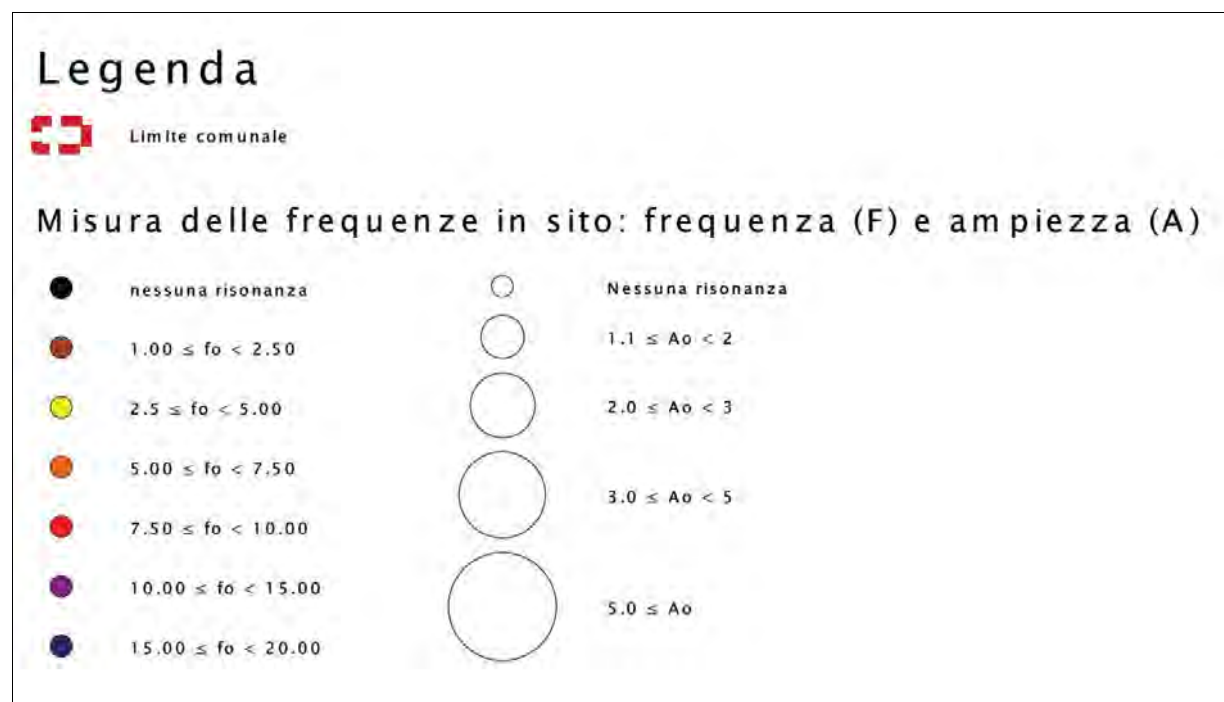 Legenda
Limite comunale
Misura delle frequenze in sito: frequenza (F) e ampiezza (A)
nessuna risonanza
1.00 ≤ fo < 2.50
2.5 ≤ fo < 5.00
5.00 ≤ fo < 7.50
7.50 ≤ fo < 10.00
10.00 ≤ fo < 15.00
15.00 ≤ fo < 20.00
Nessuna risonanza
1.1 ≤ Ao < 2
2.0 ≤ Ao < 3
3.0 ≤ Ao < 5
5.0 ≤ Ao